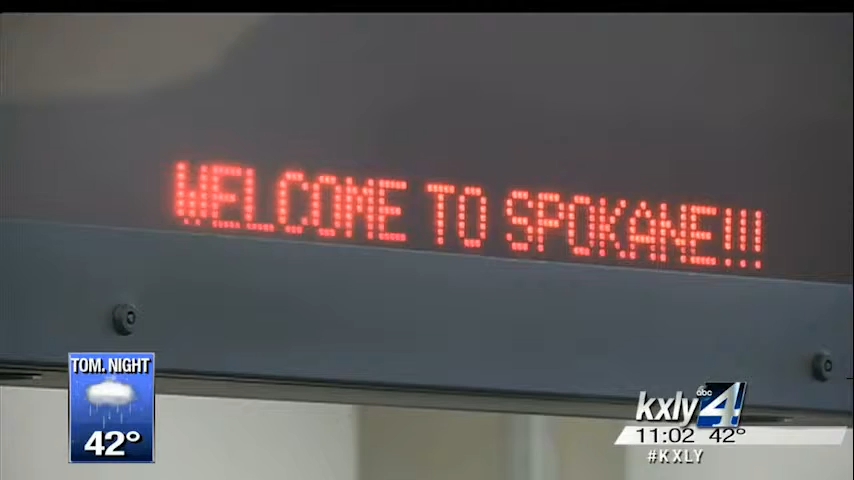 WELCOME TO SPOKANE!!!
TOM. NIGHT
42°
kxly abc 4
11:02 42°
#KXLY